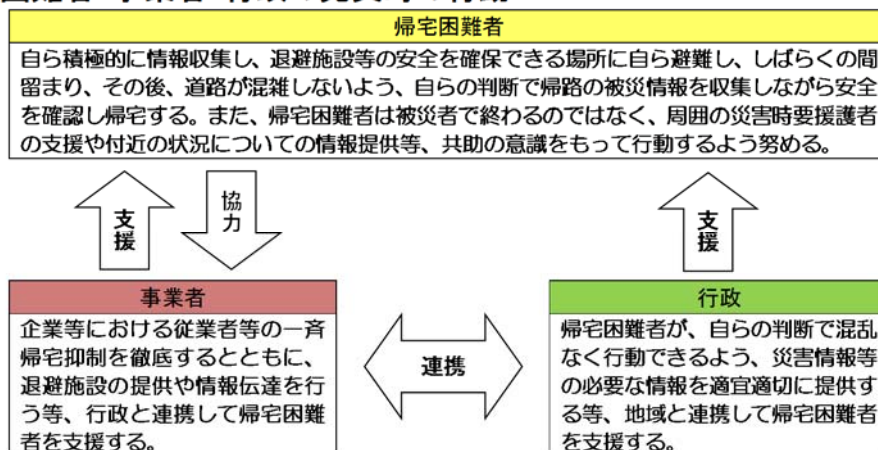 帰宅困難者
自ら積極的に情報収集し、退避施設等の安全を確保できる場所に自ら避難し、しばらくの間
留まり、その後、道路が混雑しないよう、自らの判断で帰路の被災情報を収集しながら安全
を確認し帰宅する。また、帰宅困難者は被災者で終わるのではなく、周囲の災害時要援護者
の支援や付近の状況についての情報提供等、共助の意識をもって行動するよう努める。
支援
協力
支援
事業者
企業等における従業者等の一斉
帰宅抑制を徹底するとともに、
退避施設の提供や情報伝達を行
う等、行政と連携して帰宅困難
者を支援する。
連携
行政
帰宅困難者が、自らの判断で混乱
なく行動できるよう、災害情報等
の必要な情報を適宜適切に提供す
る等、地域と連携して帰宅困難者
を支援する。